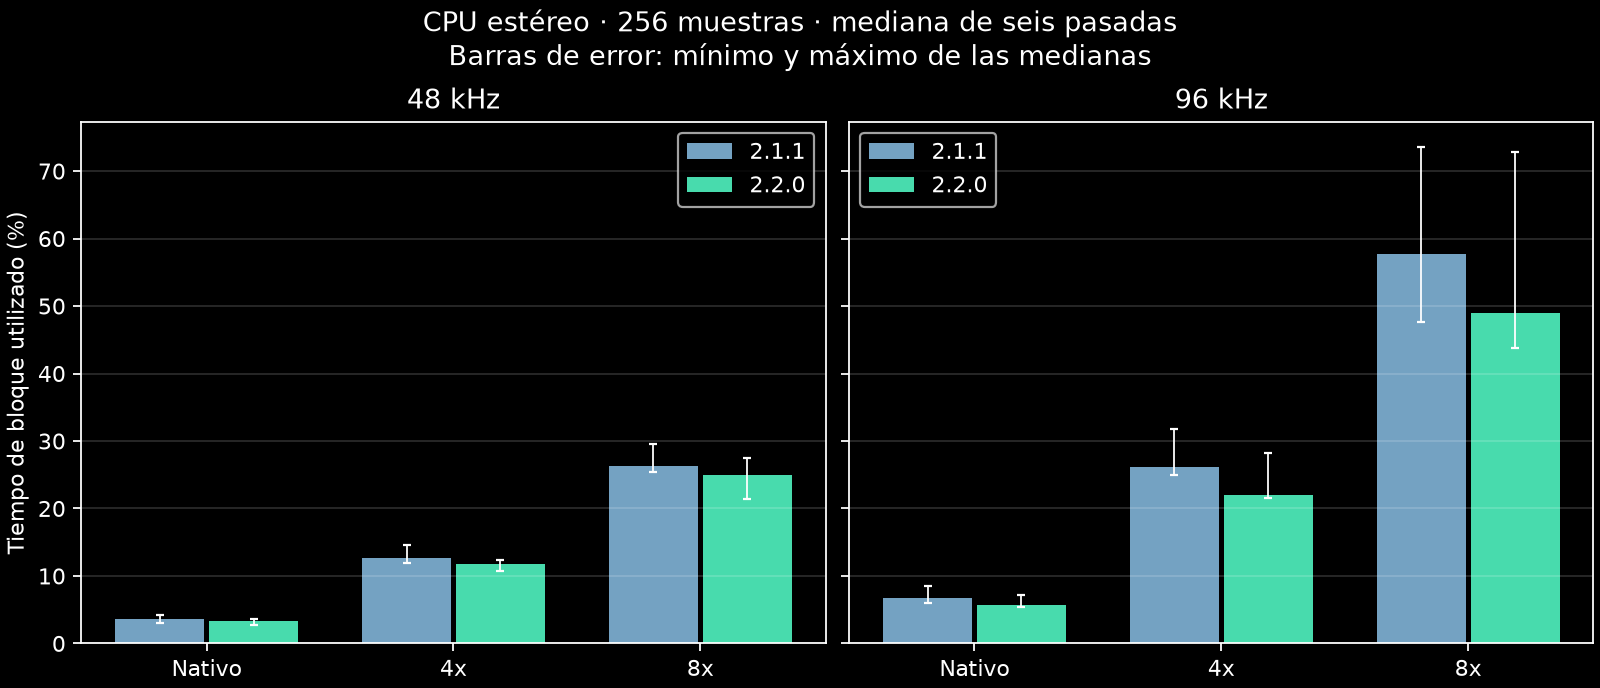 CPU estéreo · 256 muestras · mediana de seis pasadas
Barras de error: mínimo y máximo de las medianas
48 kHz
96 kHz
Tiempo de bloque utilizado (%)
70
60
50
40
30
20
10
0
2.1.1
2.2.0
2.1.1
2.2.0
Nativo
4x
8x
Nativo
4x
8x